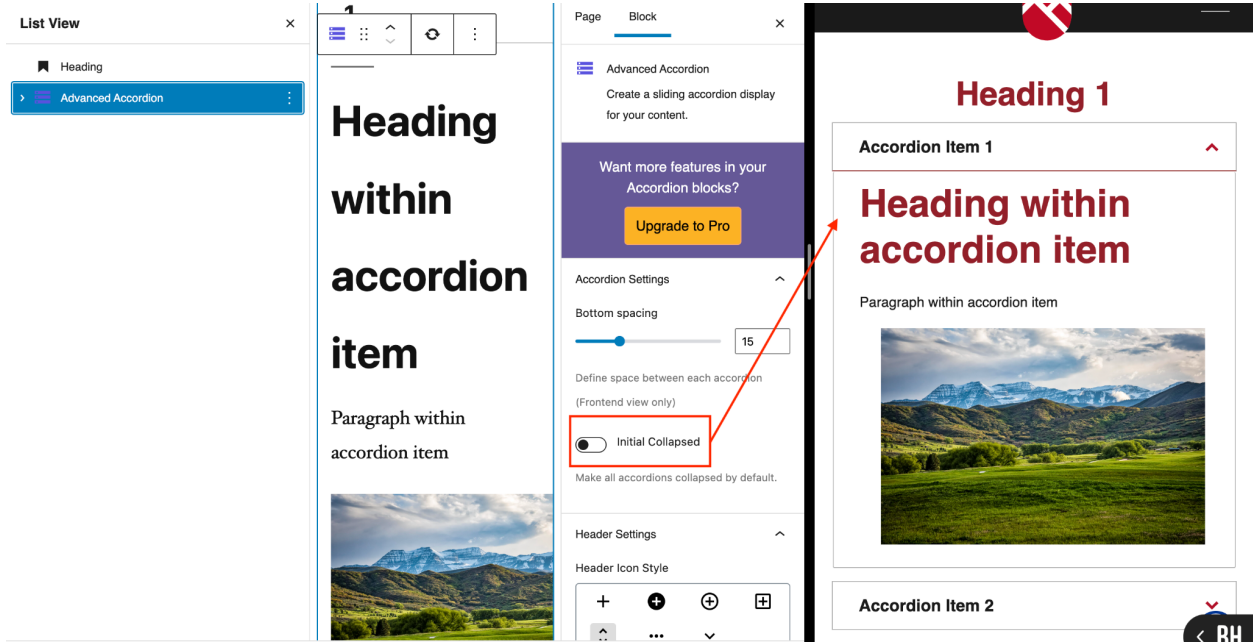 List View
Heading
Advanced Accordion
Heading
within
accordion
item
Paragraph within
accordion item
Page
Block
Advanced Accordion
Create a sliding accordion display
for your content.
Want more features in your
Accordion blocks?
Upgrade to Pro
Accordion Settings
Bottom spacing
15
Define space between each accordion
(Frontend view only)
Initial Collapsed
Make all accordions collapsed by default.
Header Settings
Header Icon Style
Heading 1
Accordion Item 1
Heading within
accordion item
Paragraph within accordion item
Accordion Item 2